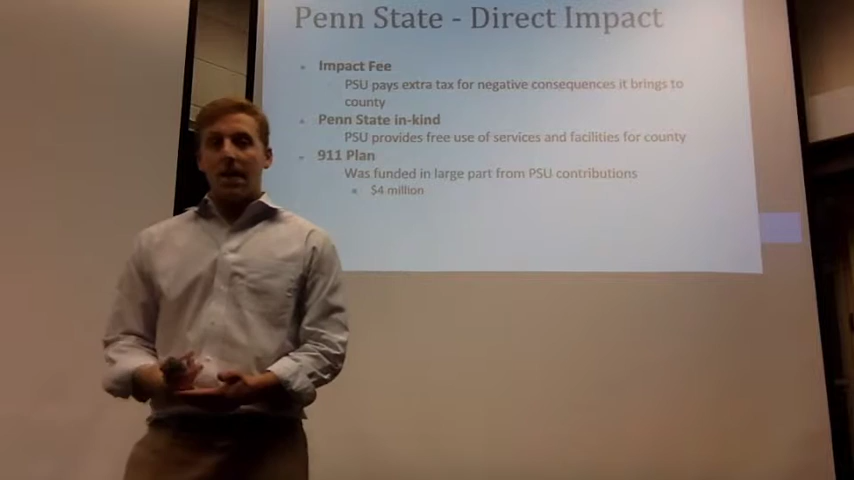 Penn State - Direct Impact
• Impact Fee
PSU pays extra tax for negative consequences it brings to
county
• Penn State in-kind
PSU provides free use of services and facilities for county
• 911 Plan
Was funded in large part from PSU contributions
• $4 million